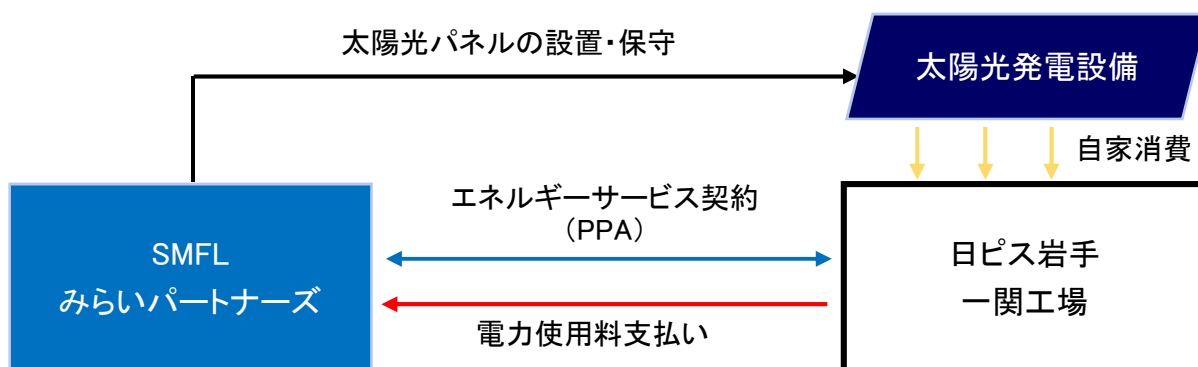 太陽光パネルの設置・保守
太陽光発電設備
自家消費
エネルギーサービス契約
(PPA)
SMFL
みらいパートナーズ
日ピス岩手
一関工場
電力使用料支払い